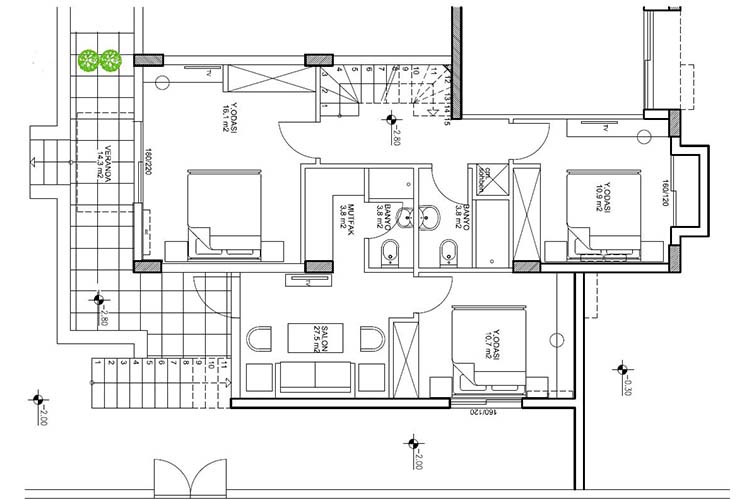 TV
Y.ODASI
16.1 m2
1
2
3
4
5
6
7
8
9
10
11
12
13
14 15
-2.80
VERANDA
14.3 m2
160/220
çm.
şonbeni
TV
Y.ODASI
10.9 m2
160/120
MUTFAK
3.8 m2
BANYO
3.8 m2
BANYO
3.8 m2
-2.80
TV
SALON
27.5 m2
Y.ODASI
10.7 m2
160/120
1
2
3
4
5
6
7
8
9
10
11
-2.00
-2.00
-0.30